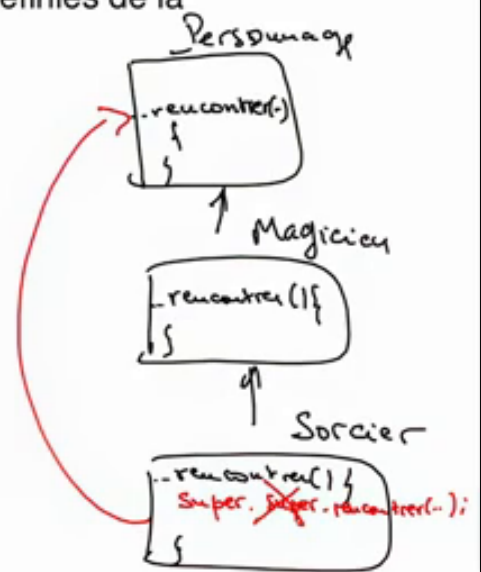 efinies de la
Personnage
- rencontrer(..)
{
}
Magicien
- rencontrer(){
}
Sorcier
- rencontrer(){
super. super. rencontrer(..);
}